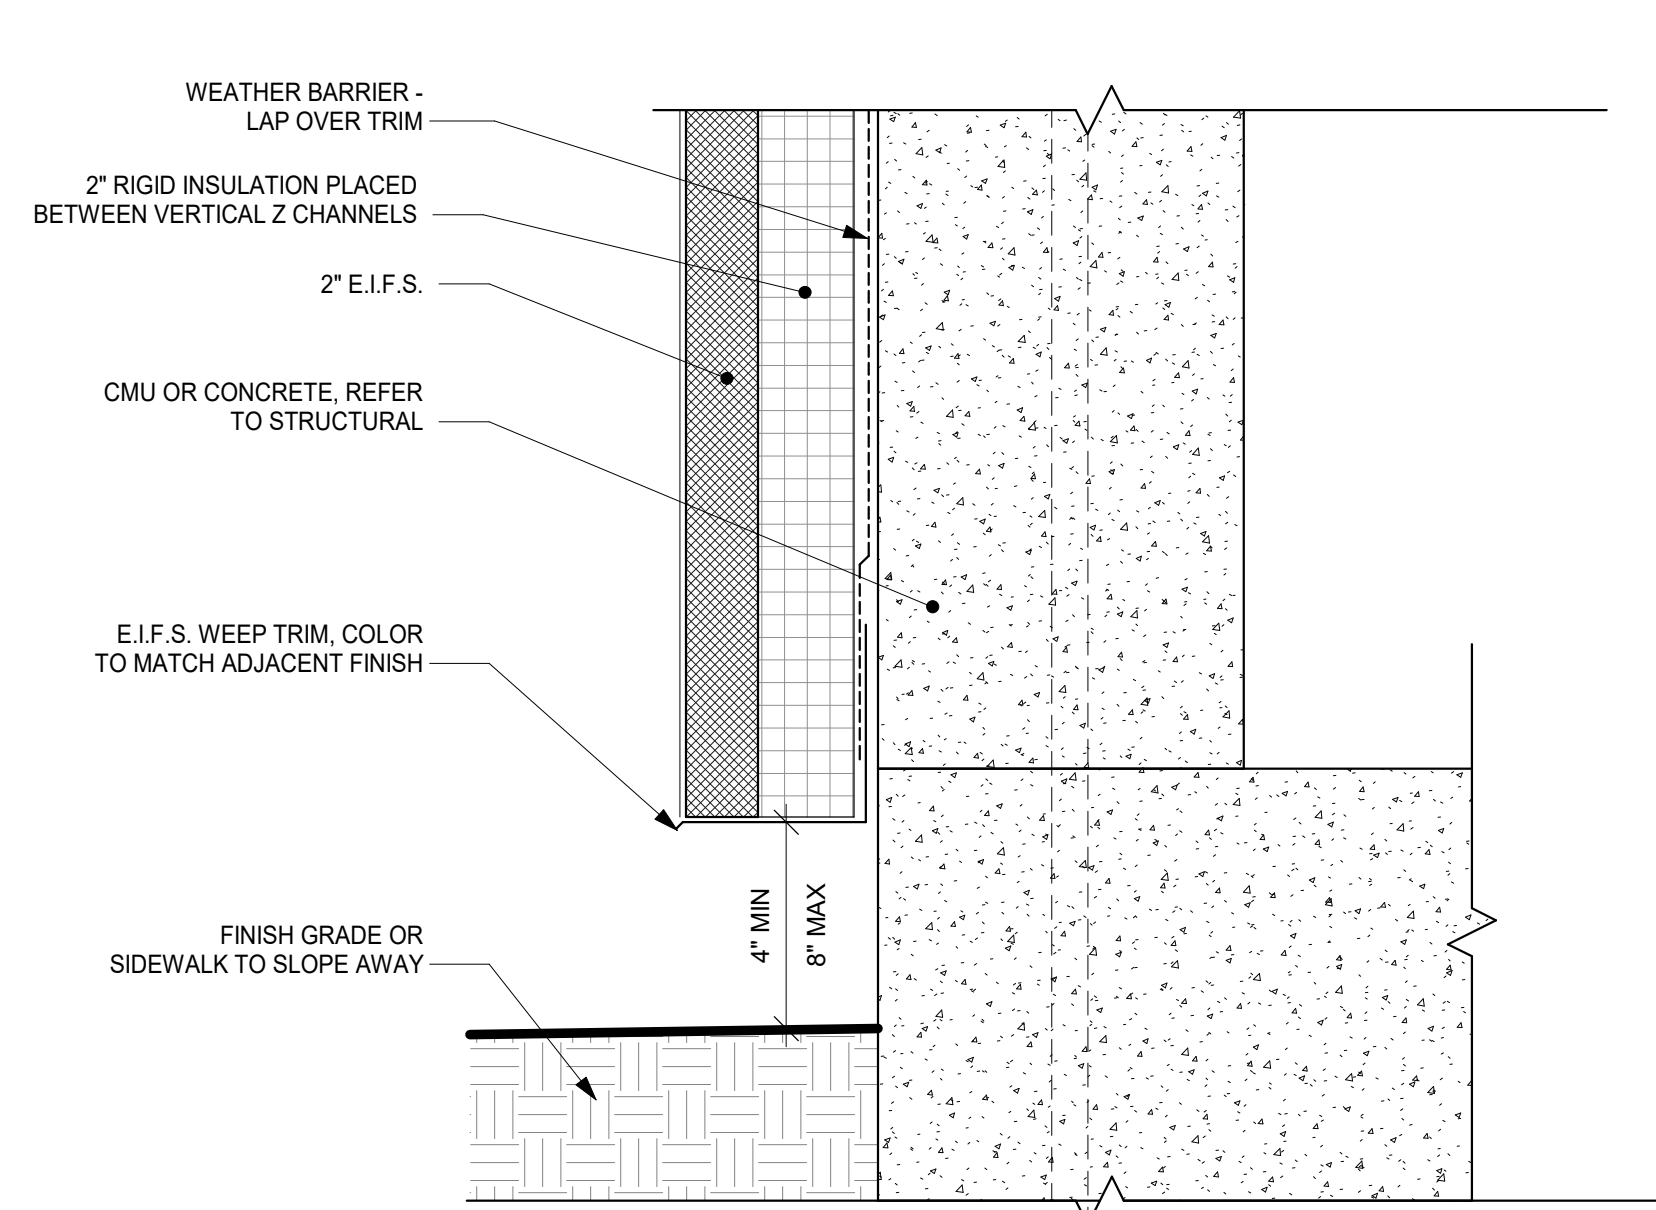 WEATHER BARRIER -
LAP OVER TRIM
2" RIGID INSULATION PLACED
BETWEEN VERTICAL Z CHANNELS
2" E.I.F.S.
CMU OR CONCRETE, REFER
TO STRUCTURAL
E.I.F.S. WEEP TRIM, COLOR
TO MATCH ADJACENT FINISH
4" MIN
8" MAX
FINISH GRADE OR
SIDEWALK TO SLOPE AWAY